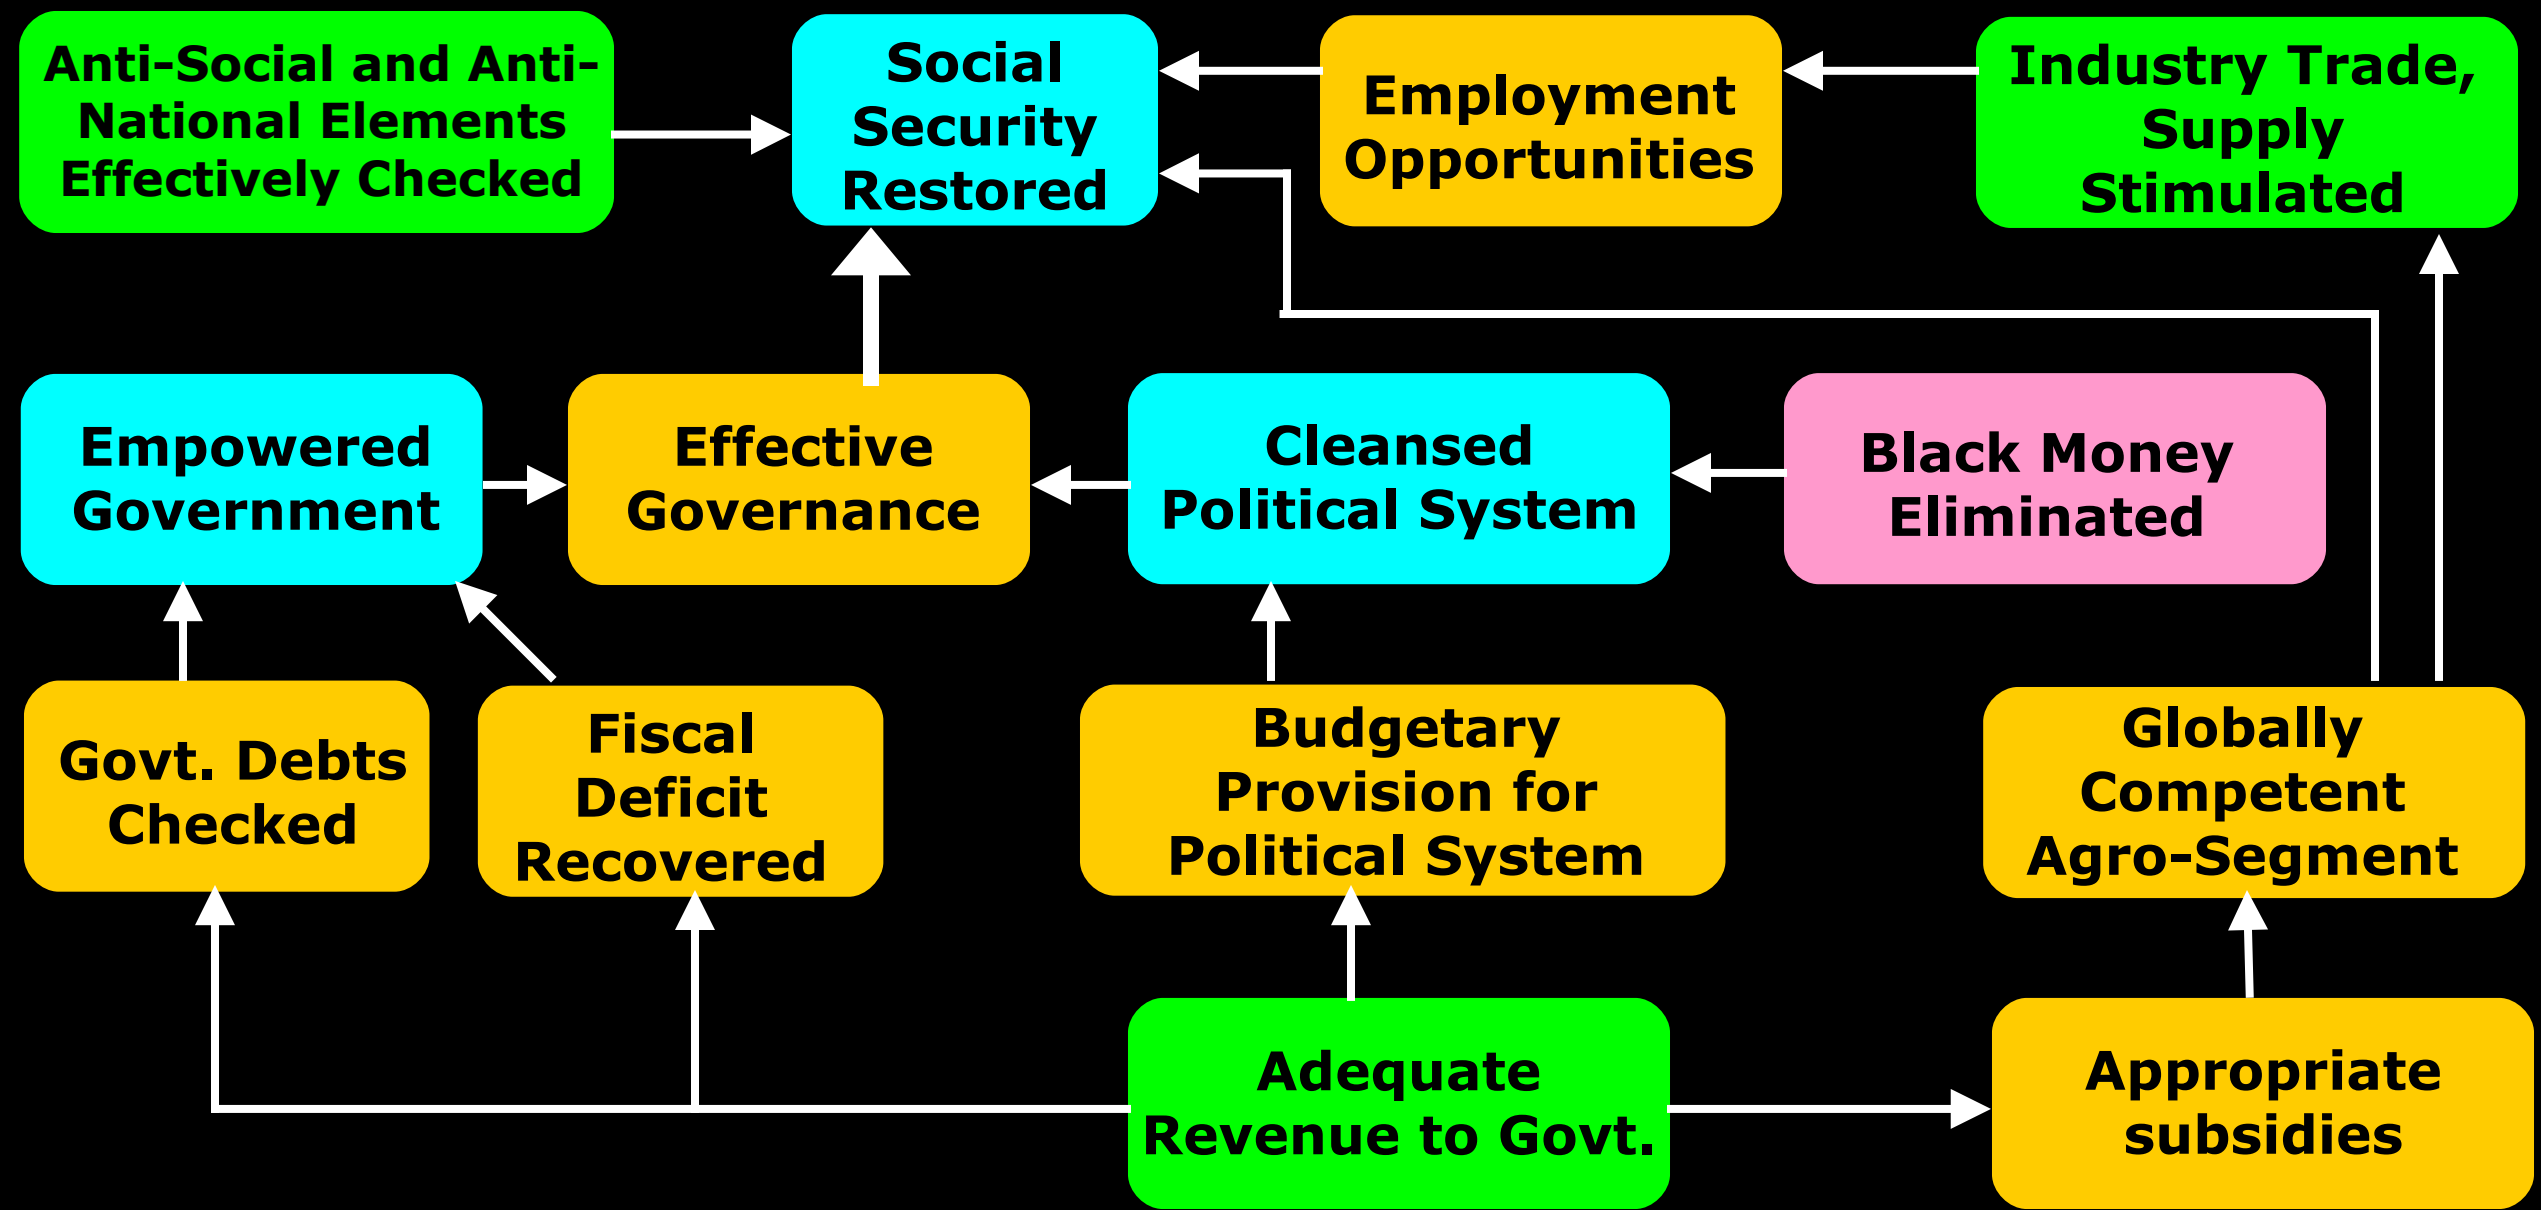 Anti-Social and Anti-
National Elements
Effectively Checked
Social
Security
Restored
Employment
Opportunities
Industry Trade,
Supply
Stimulated
Empowered
Government
Effective
Governance
Cleansed
Political System
Black Money
Eliminated
Govt. Debts
Checked
Fiscal
Deficit
Recovered
Budgetary
Provision for
Political System
Globally
Competent
Agro-Segment
Adequate
Revenue to Govt.
Appropriate
subsidies